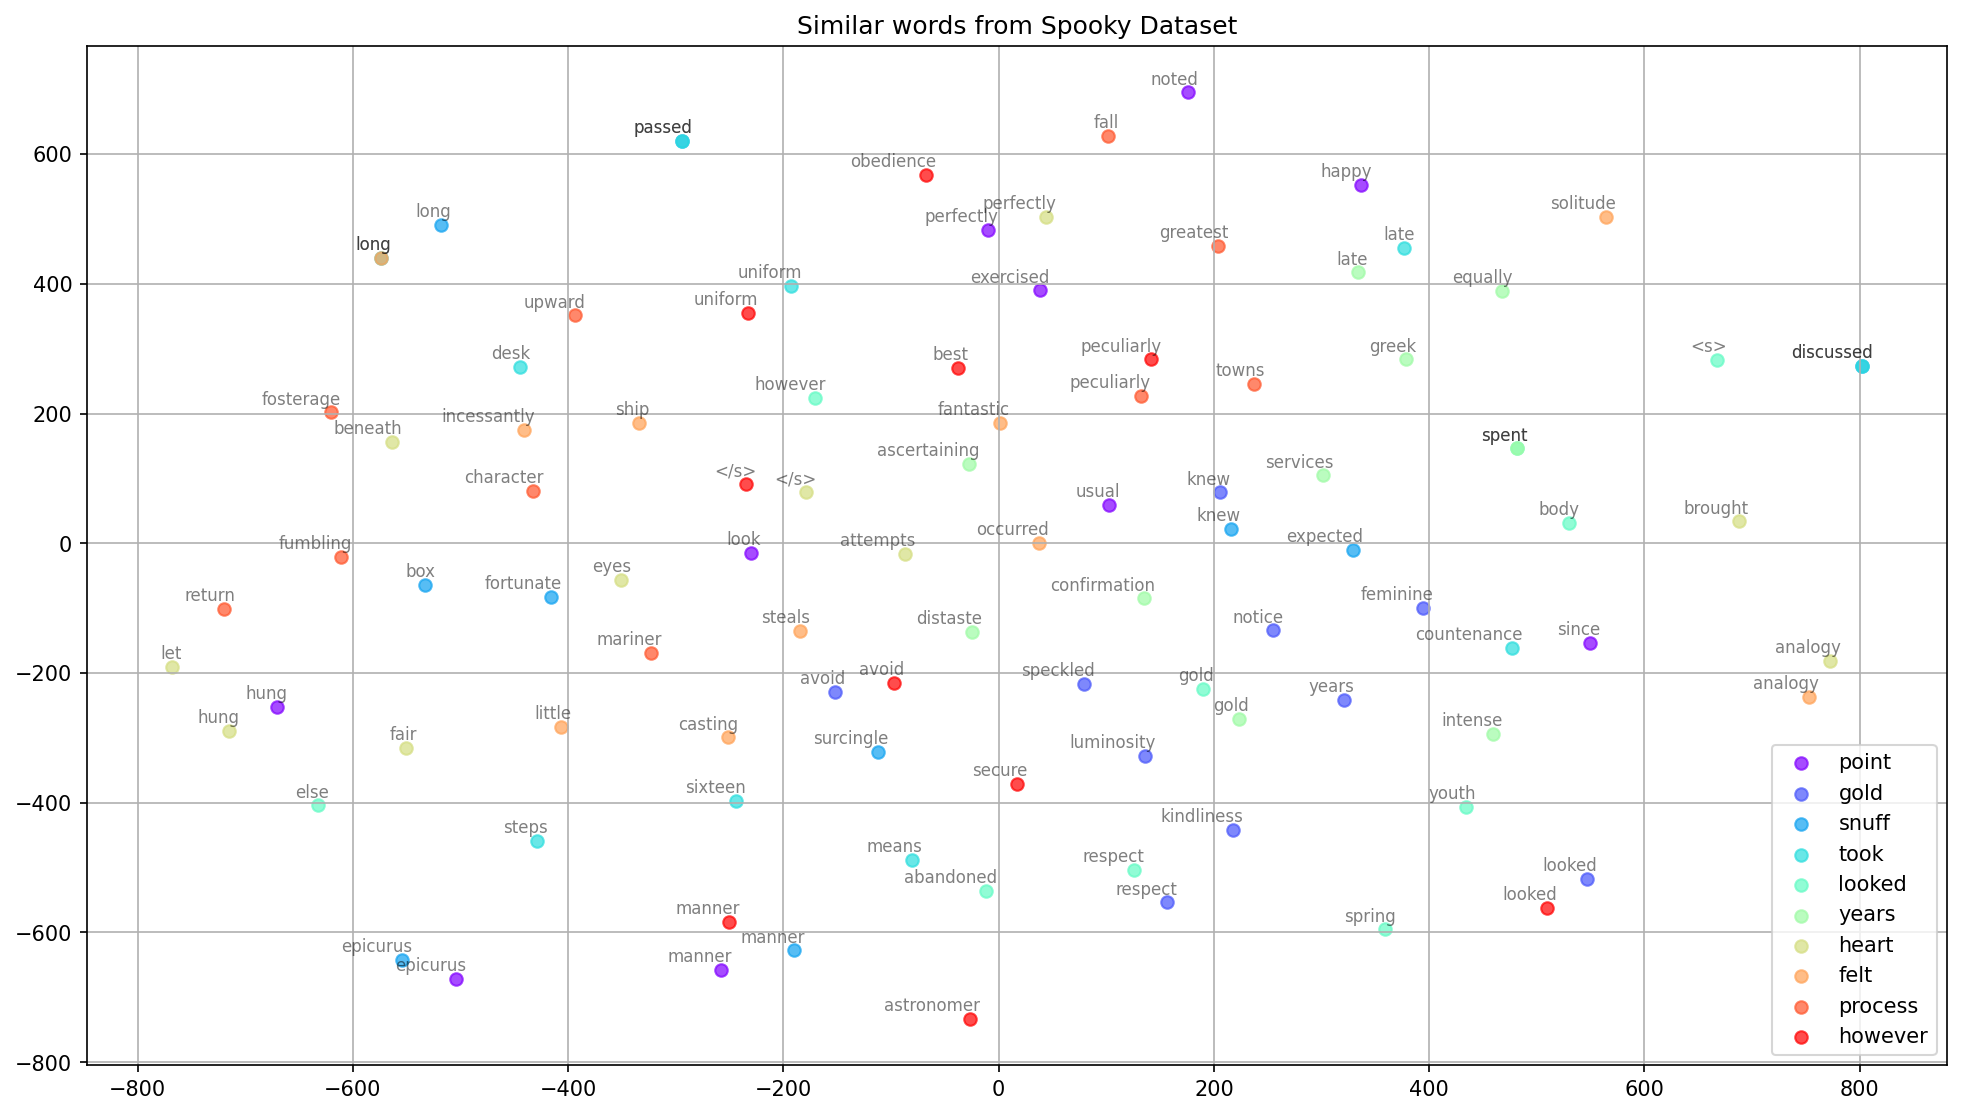 Similar words from Spooky Dataset
noted
fall
passed
obedience
happy
perfectly
solitude
long
perfectly
greatest
late
long
late
uniform
exercised
equally
uniform
upward
peculiarly
greek
<s>
discussed
desk
best
peculiarly
towns
however
fosterage
incessantly
ship
fantastic
beneath
spent
ascertaining
services
character
</s>
</s>
knew
usual
knew
body
brought
fumbling
look
attempts
occurred
expected
box
fortunate
eyes
confirmation
feminine
return
steals
distaste
notice
countenance
since
mariner
let
avoid
avoid
speckled
gold
analogy
analogy
hung
years
hung
little
gold
fair
casting
surcingle
luminosity
intense
secure
else
sixteen
youth
steps
kindliness
means
abandoned
respect
respect
looked
looked
manner
spring
manner
epicurus
epicurus
manner
astronomer
600
400
200
0
−200
−400
−600
−800
−800
−600
−400
−200
0
200
400
600
800
point
gold
snuff
took
looked
years
heart
felt
process
however